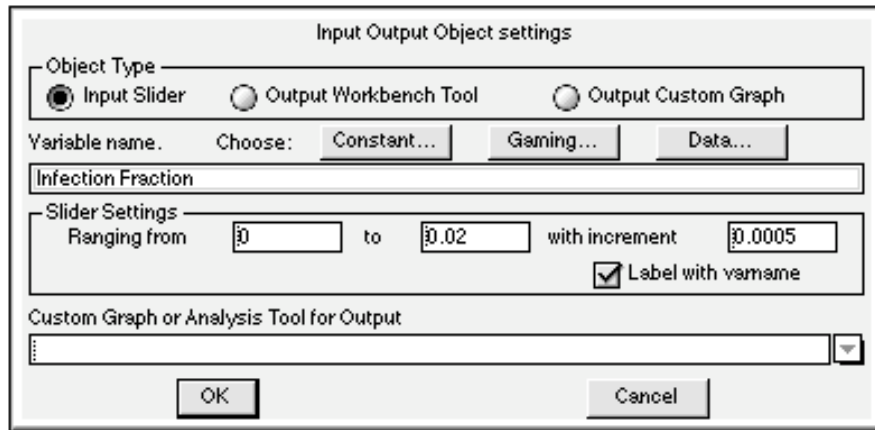 Input Output Object settings
Object Type
Input Slider Output Workbench Tool Output Custom Graph
Variable name. Choose: Constant... Gaming... Data...
Infection Fraction
Slider Settings
Ranging from 0 to 0.02 with increment 0.0005
Label with varname
Custom Graph or Analysis Tool for Output
OK Cancel